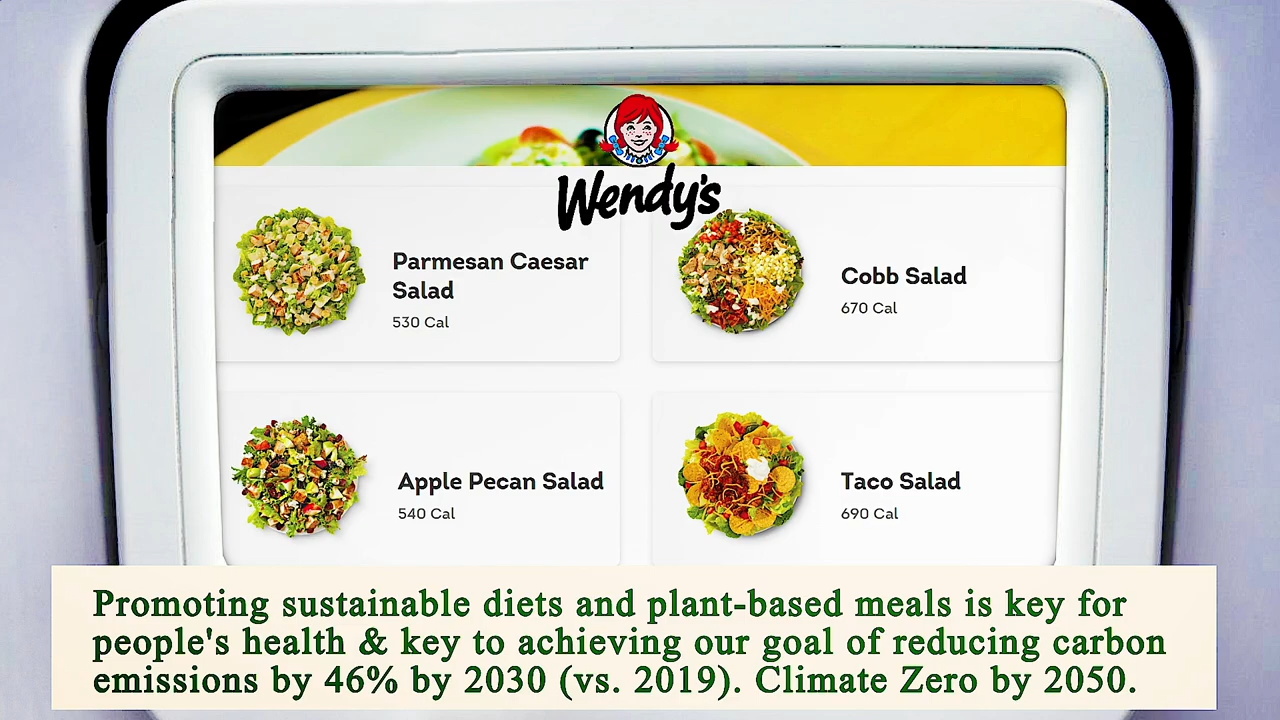 Wendy's
Parmesan Caesar
Salad
530 Cal
Cobb Salad
670 Cal
Apple Pecan Salad
540 Cal
Taco Salad
690 Cal
Promoting sustainable diets and plant-based meals is key for
people's health & key to achieving our goal of reducing carbon
emissions by 46% by 2030 (vs. 2019). Climate Zero by 2050.